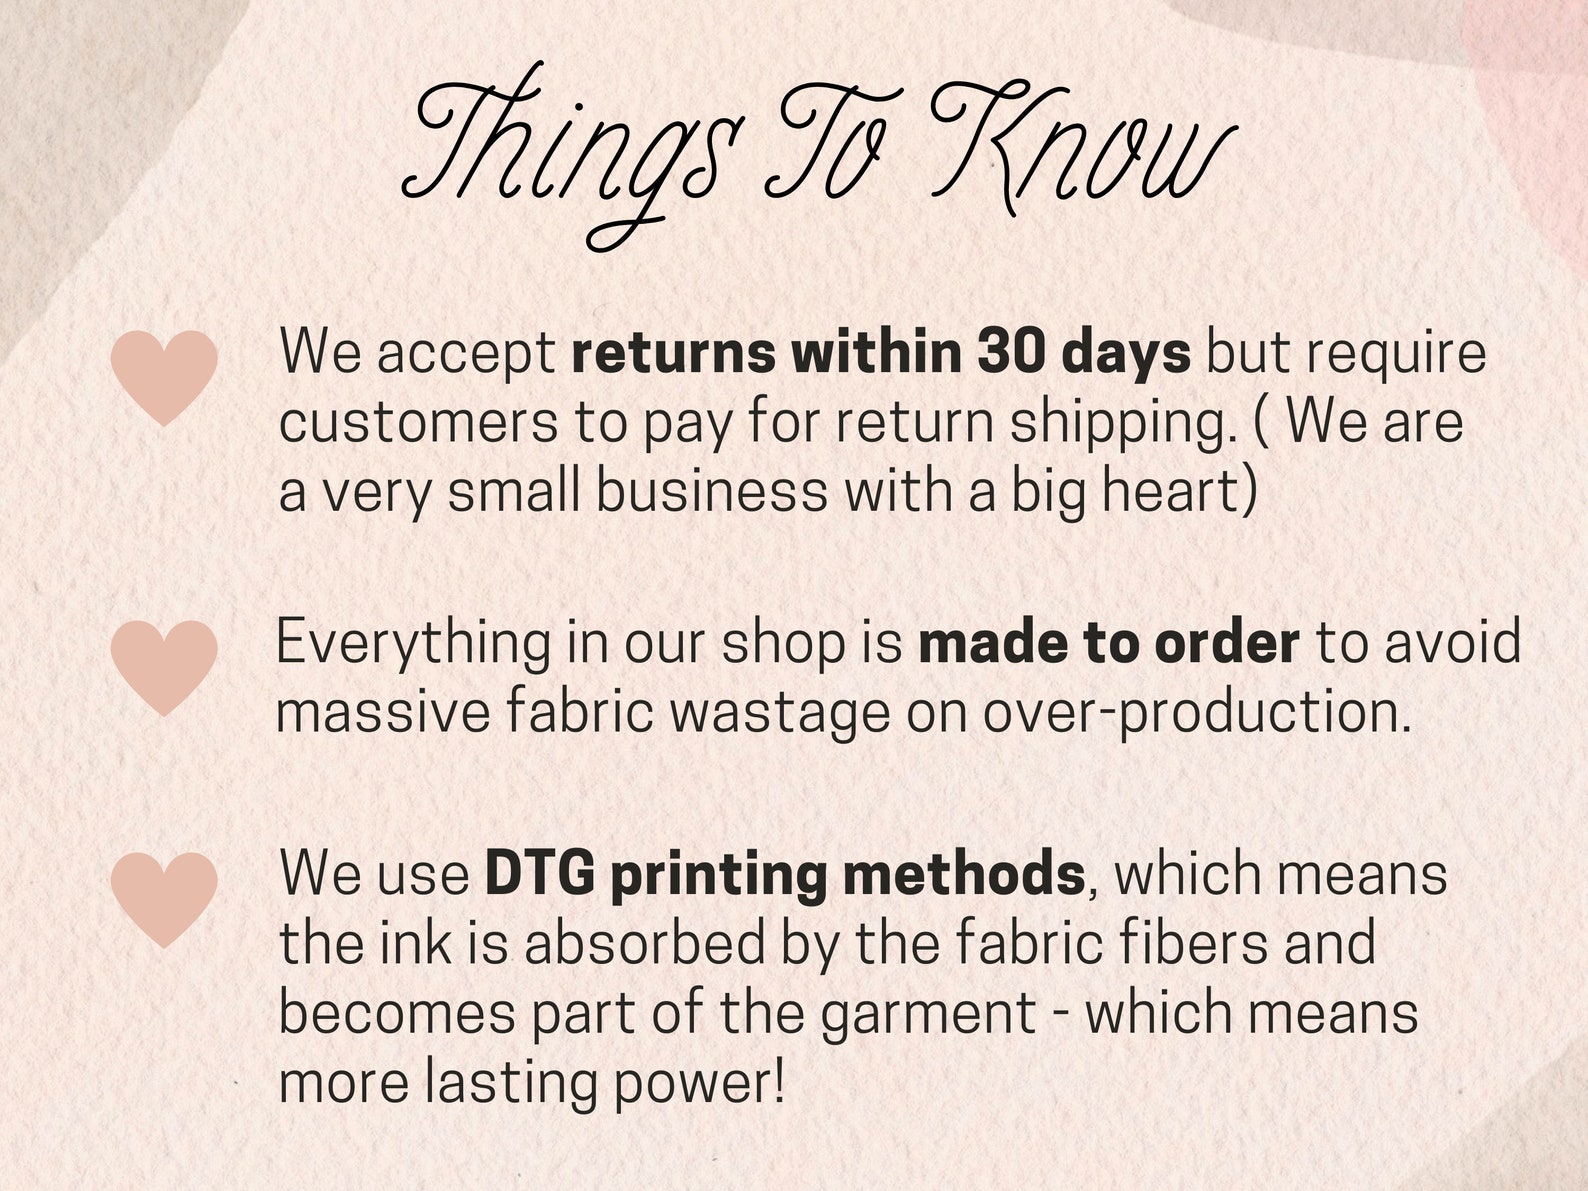 Things To Know
We accept returns within 30 days but require
customers to pay for return shipping. ( We are
a very small business with a big heart)
Everything in our shop is made to order to avoid
massive fabric wastage on over-production.
We use DTG printing methods, which means
the ink is absorbed by the fabric fibers and
becomes part of the garment - which means
more lasting power!